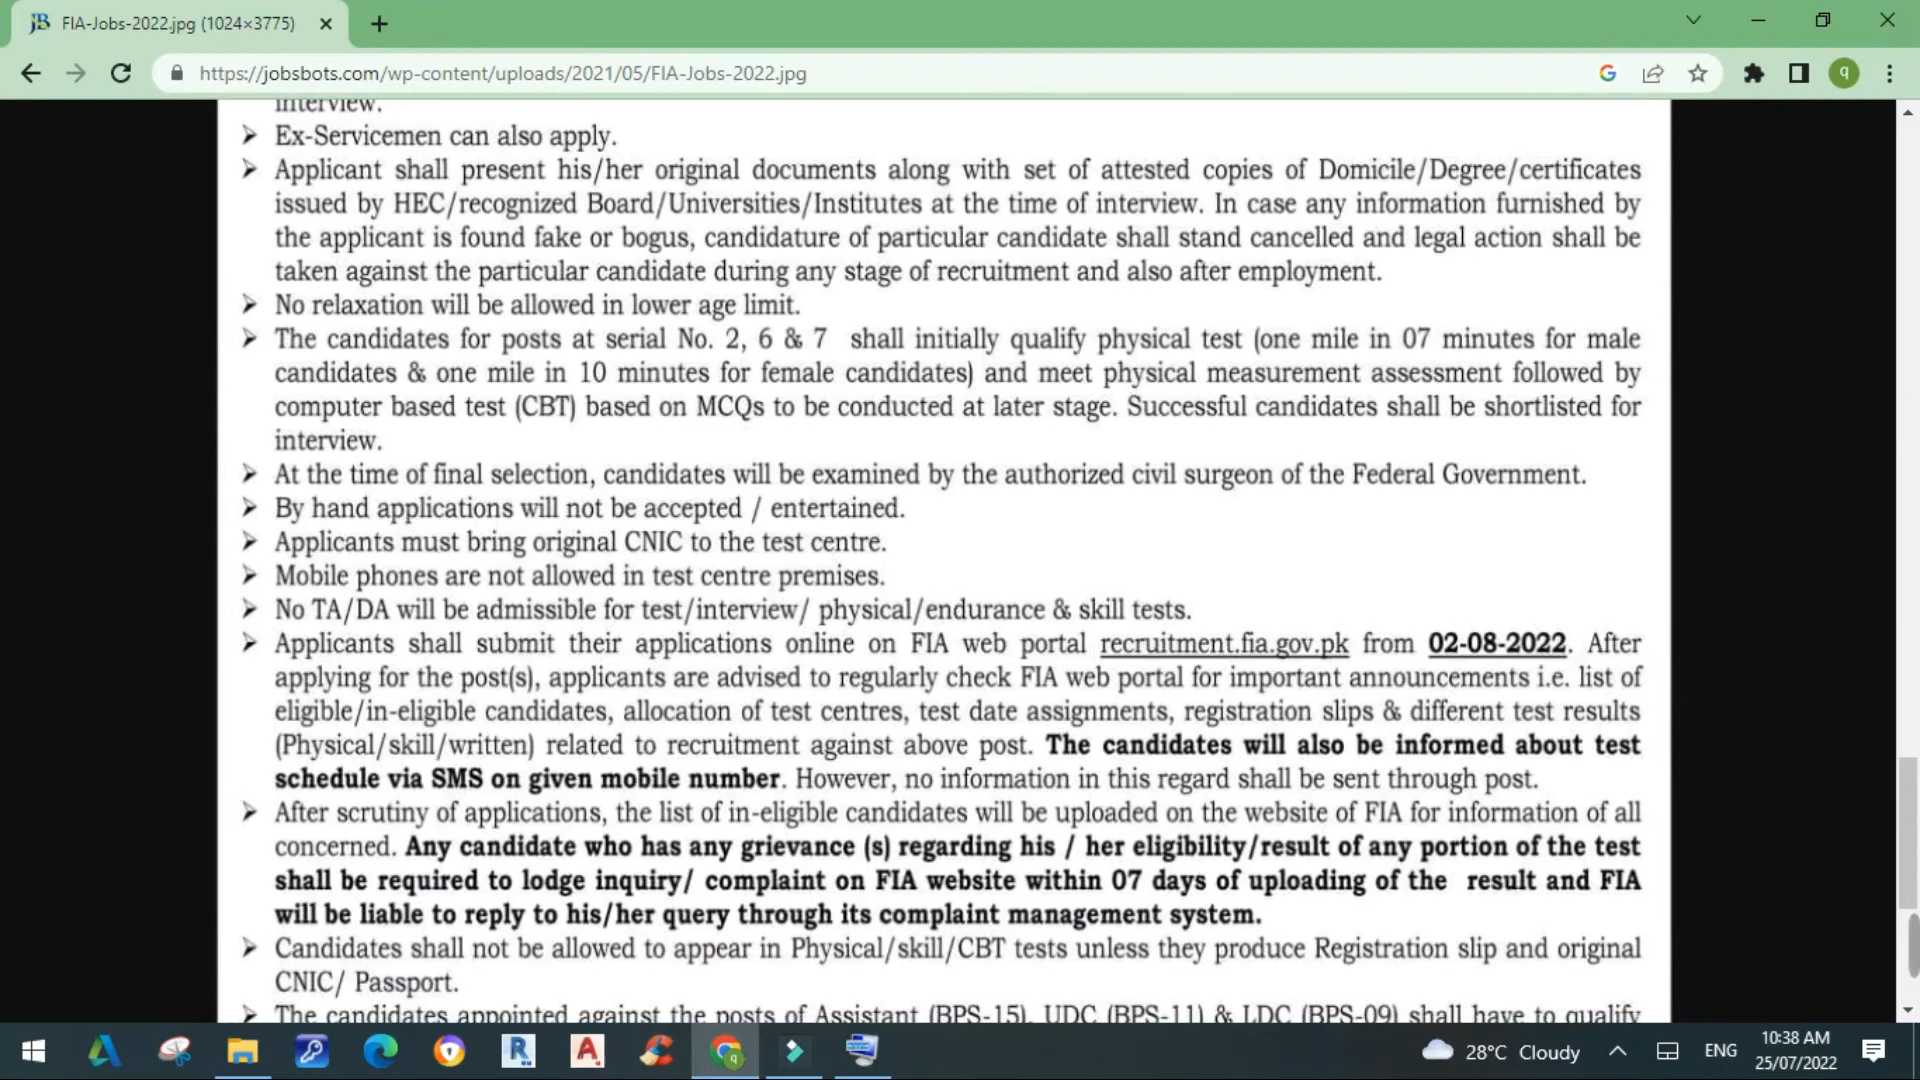 FIA-Jobs-2022.jpg (1024×3775)
https://jobsbots.com/wp-content/uploads/2021/05/FIA-Jobs-2022.jpg
q
interview.
➢ Ex-Servicemen can also apply.
➢ Applicant shall present his/her original documents along with set of attested copies of Domicile/Degree/certificates
issued by HEC/recognized Board/Universities/Institutes at the time of interview. In case any information furnished by
the applicant is found fake or bogus, candidature of particular candidate shall stand cancelled and legal action shall be
taken against the particular candidate during any stage of recruitment and also after employment.
➢ No relaxation will be allowed in lower age limit.
➢ The candidates for posts at serial No. 2, 6 & 7 shall initially qualify physical test (one mile in 07 minutes for male
candidates & one mile in 10 minutes for female candidates) and meet physical measurement assessment followed by
computer based test (CBT) based on MCQs to be conducted at later stage. Successful candidates shall be shortlisted for
interview.
➢ At the time of final selection, candidates will be examined by the authorized civil surgeon of the Federal Government.
➢ By hand applications will not be accepted / entertained.
➢ Applicants must bring original CNIC to the test centre.
➢ Mobile phones are not allowed in test centre premises.
➢ No TA/DA will be admissible for test/interview/ physical/endurance & skill tests.
➢ Applicants shall submit their applications online on FIA web portal recruitment.fia.gov.pk from 02-08-2022. After
applying for the post(s), applicants are advised to regularly check FIA web portal for important announcements i.e. list of
eligible/in-eligible candidates, allocation of test centres, test date assignments, registration slips & different test results
(Physical/skill/written) related to recruitment against above post. The candidates will also be informed about test
schedule via SMS on given mobile number. However, no information in this regard shall be sent through post.
➢ After scrutiny of applications, the list of in-eligible candidates will be uploaded on the website of FIA for information of all
concerned. Any candidate who has any grievance (s) regarding his / her eligibility/result of any portion of the test
shall be required to lodge inquiry/ complaint on FIA website within 07 days of uploading of the result and FIA
will be liable to reply to his/her query through its complaint management system.
➢ Candidates shall not be allowed to appear in Physical/skill/CBT tests unless they produce Registration slip and original
CNIC/ Passport.
➢ The candidates appointed against the posts of Assistant (BPS-15), UDC (BPS-11) & LDC (BPS-09) shall have to qualify
28°C Cloudy
ENG
10:38 AM
25/07/2022